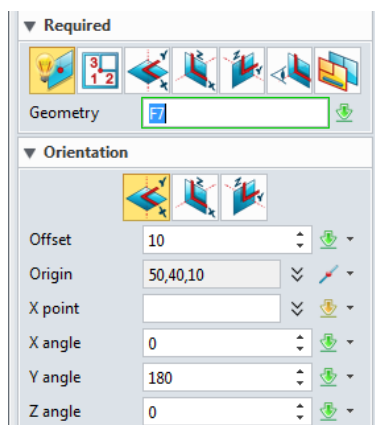 Required
3
1 2
Y
X
Z
Y
Z
X
Geometry F7
Orientation
Y
X
Z
Y
Z
X
Offset 10
Origin 50,40,10
X point
X angle 0
Y angle 180
Z angle 0